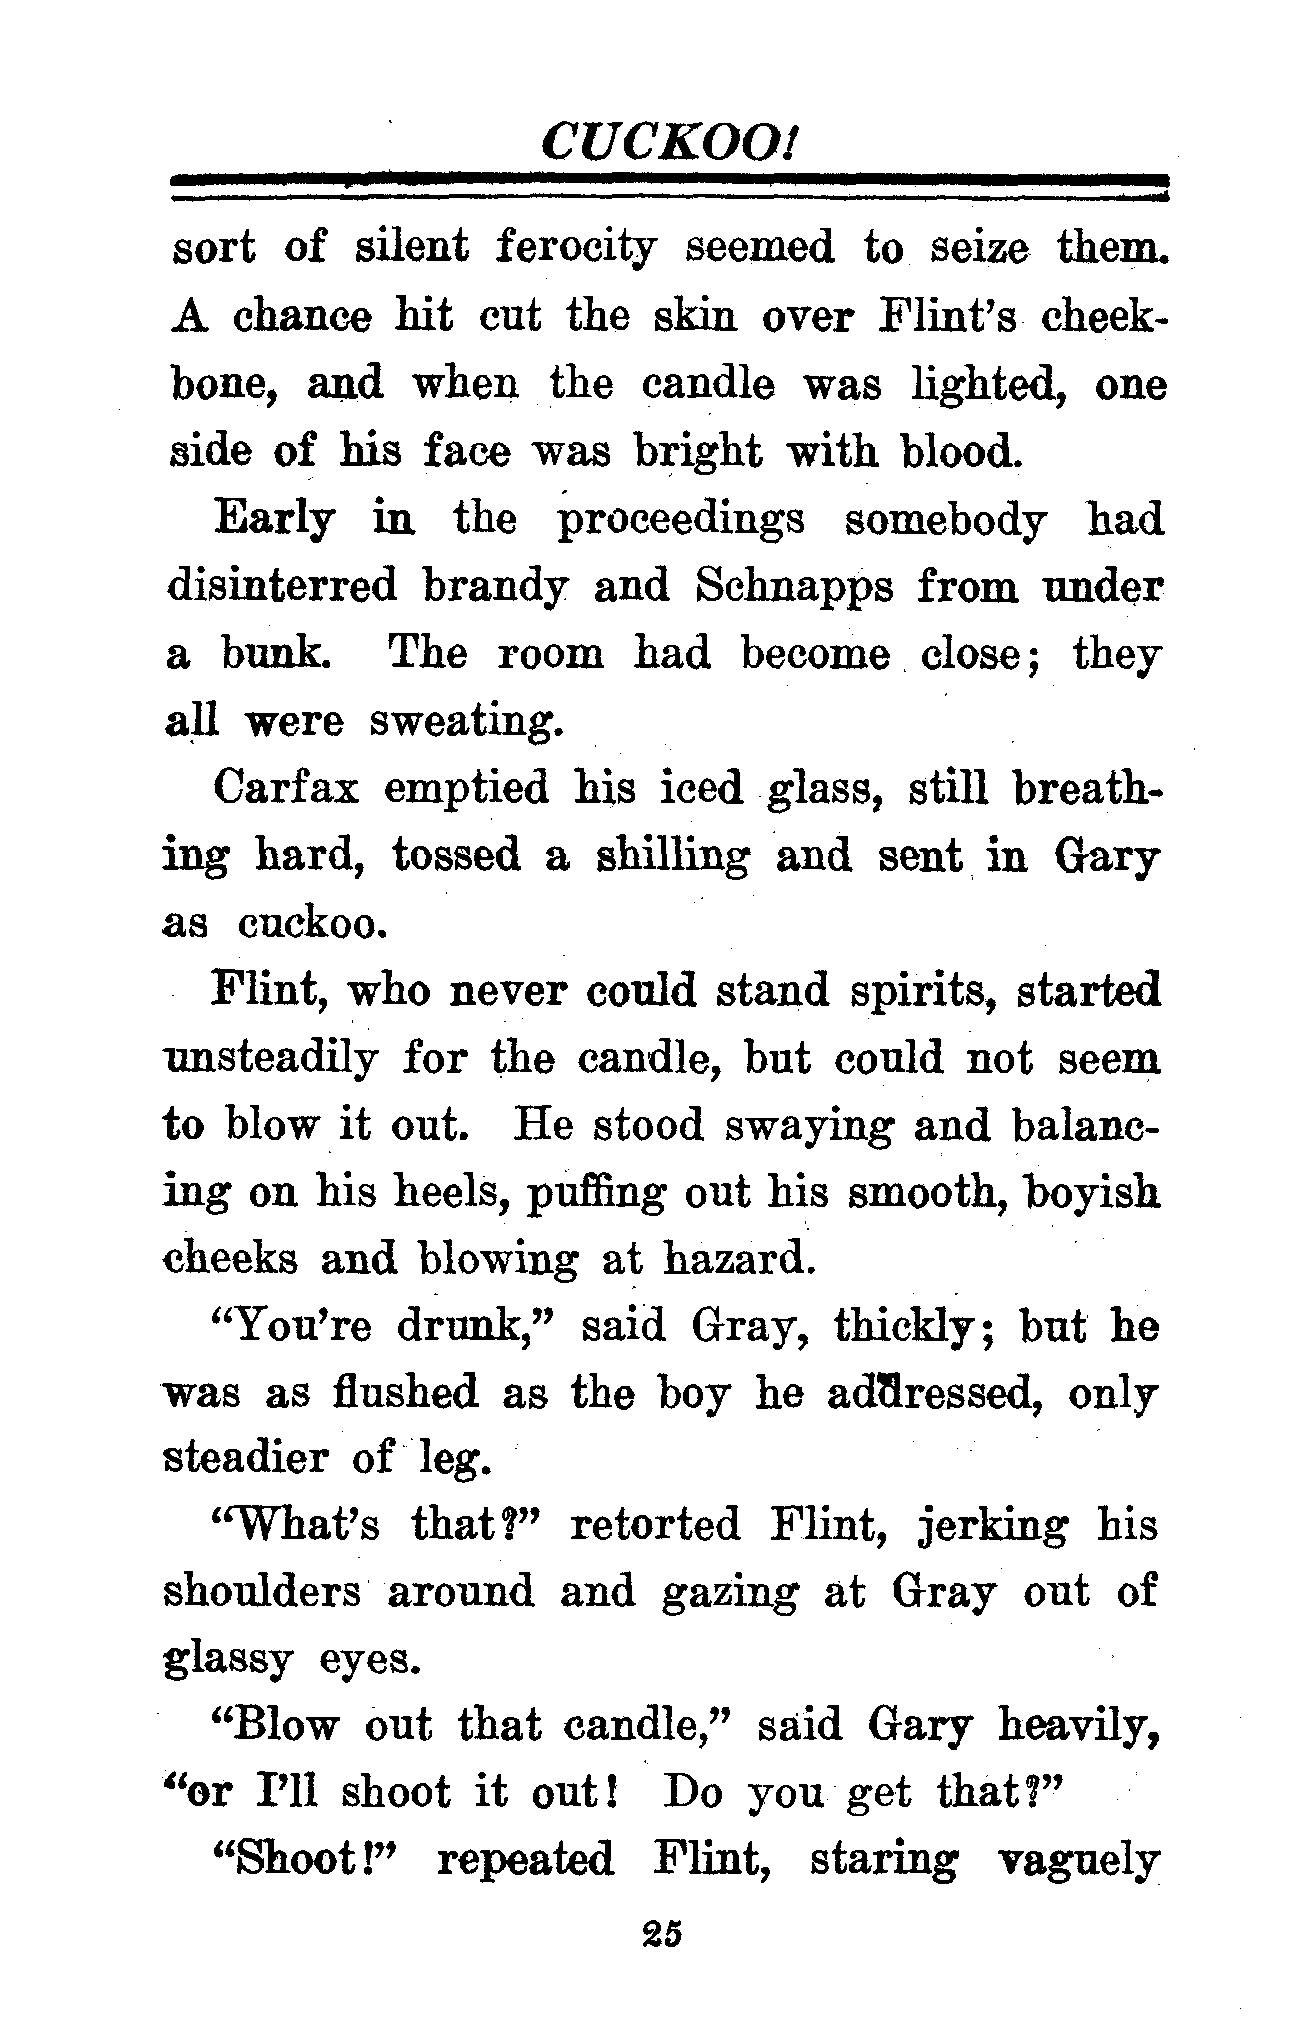 CUCKOO!
sort of silent ferocity seemed to seize them.
A chance hit cut the skin over Flint's cheek-
bone, and when the candle was lighted, one
side of his face was bright with blood.
Early in the proceedings somebody had
disinterred brandy and Schnapps from under
a bunk. The room had become close; they
all were sweating.
Carfax emptied his iced glass, still breath-
ing hard, tossed a shilling and sent in Gary
as cuckoo.
Flint, who never could stand spirits, started
unsteadily for the candle, but could not seem
to blow it out. He stood swaying and balanc-
ing on his heels, puffing out his smooth, boyish
cheeks and blowing at hazard.
"You're drunk," said Gray, thickly; but he
was as flushed as the boy he addressed, only
steadier of leg.
"What's that?" retorted Flint, jerking his
shoulders around and gazing at Gray out of
glassy eyes.
"Blow out that candle," said Gary heavily,
"or I'll shoot it out! Do you get that?"
"Shoot!" repeated Flint, staring vaguely
25